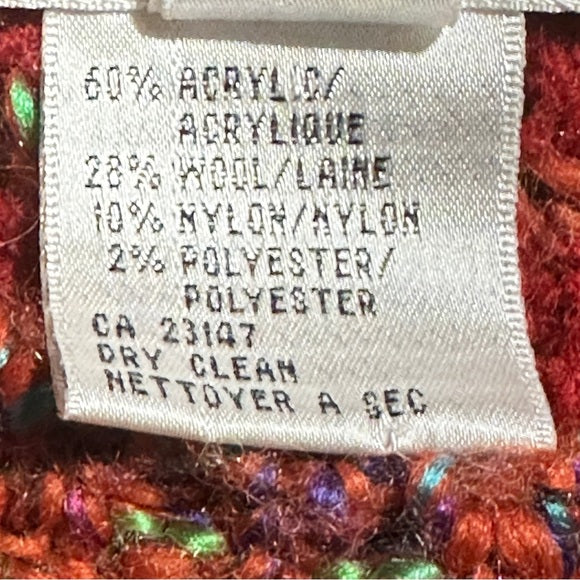 60% ACRYLIC/
ACRYLIQUE
28% WOOL/LAINE
10% NYLON/NYLON
2% POLYESTER/
POLYESTER
CA 23147
DRY CLEAN
NETTOYER A SEC